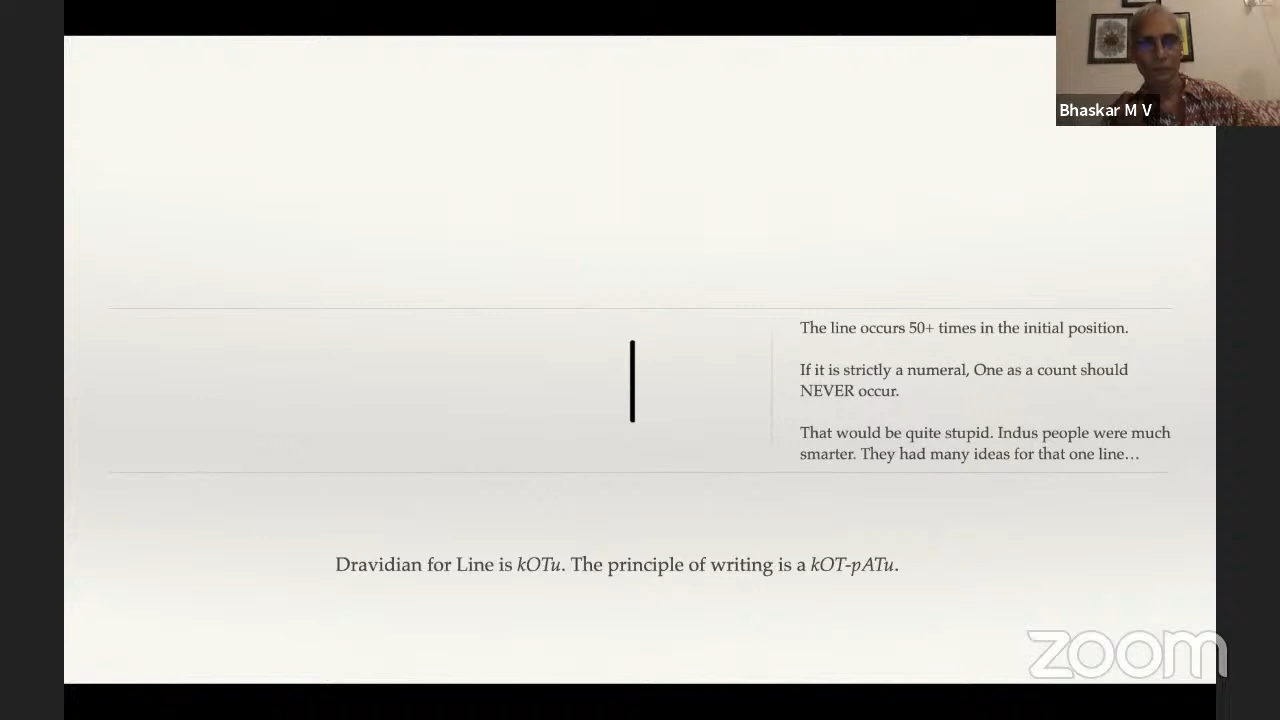 Bhaskar M V
The line occurs 50+ times in the initial position.
If it is strictly a numeral, One as a count should
NEVER occur.
That would be quite stupid. Indus people were much
smarter. They had many ideas for that one line…
Dravidian for Line is kOTu. The principle of writing is a kOT-pATu.
zoom